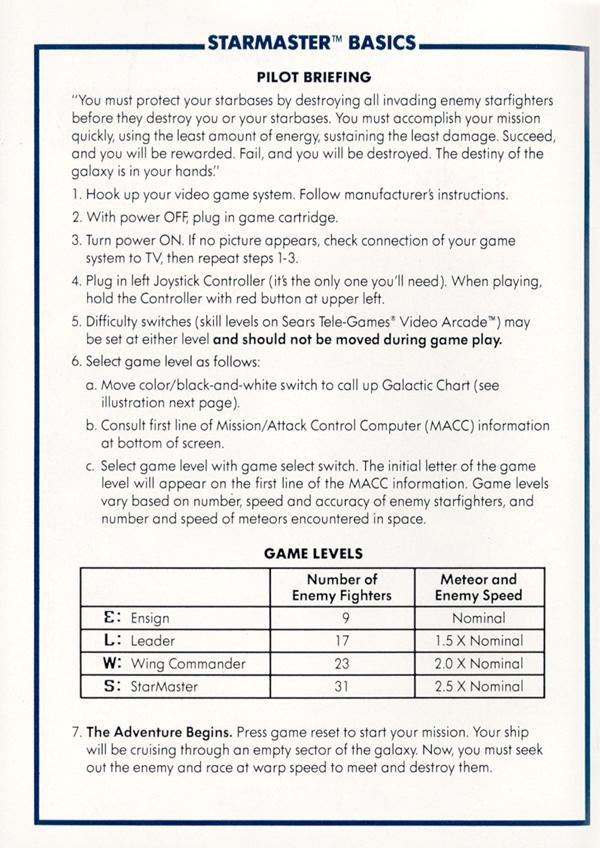 STARMASTER™ BASICS
PILOT BRIEFING
"You must protect your starbases by destroying all invading enemy starfighters
before they destroy you or your starbases. You must accomplish your mission
quickly, using the least amount of energy, sustaining the least damage. Succeed,
and you will be rewarded. Fail, and you will be destroyed. The destiny of the
galaxy is in your hands."
1. Hook up your video game system. Follow manufacturer's instructions.
2. With power OFF, plug in game cartridge.
3. Turn power ON. If no picture appears, check connection of your game
system to TV, then repeat steps 1-3.
4. Plug in left Joystick Controller (it's the only one you'll need). When playing,
hold the Controller with red button at upper left.
5. Difficulty switches (skill levels on Sears Tele-Games® Video Arcade™) may
be set at either level and should not be moved during game play.
6. Select game level as follows:
a. Move color/black-and-white switch to call up Galactic Chart (see
illustration next page).
b. Consult first line of Mission/Attack Control Computer (MACC) information
at bottom of screen.
c. Select game level with game select switch. The initial letter of the game
level will appear on the first line of the MACC information. Game levels
vary based on number, speed and accuracy of enemy starfighters, and
number and speed of meteors encountered in space.
GAME LEVELS
Number of Meteor and
Enemy Fighters Enemy Speed
E: Ensign 9 Nominal
L: Leader 17 1.5 X Nominal
W: Wing Commander 23 2.0 X Nominal
S: StarMaster 31 2.5 X Nominal
7. The Adventure Begins. Press game reset to start your mission. Your ship
will be cruising through an empty sector of the galaxy. Now, you must seek
out the enemy and race at warp speed to meet and destroy them.